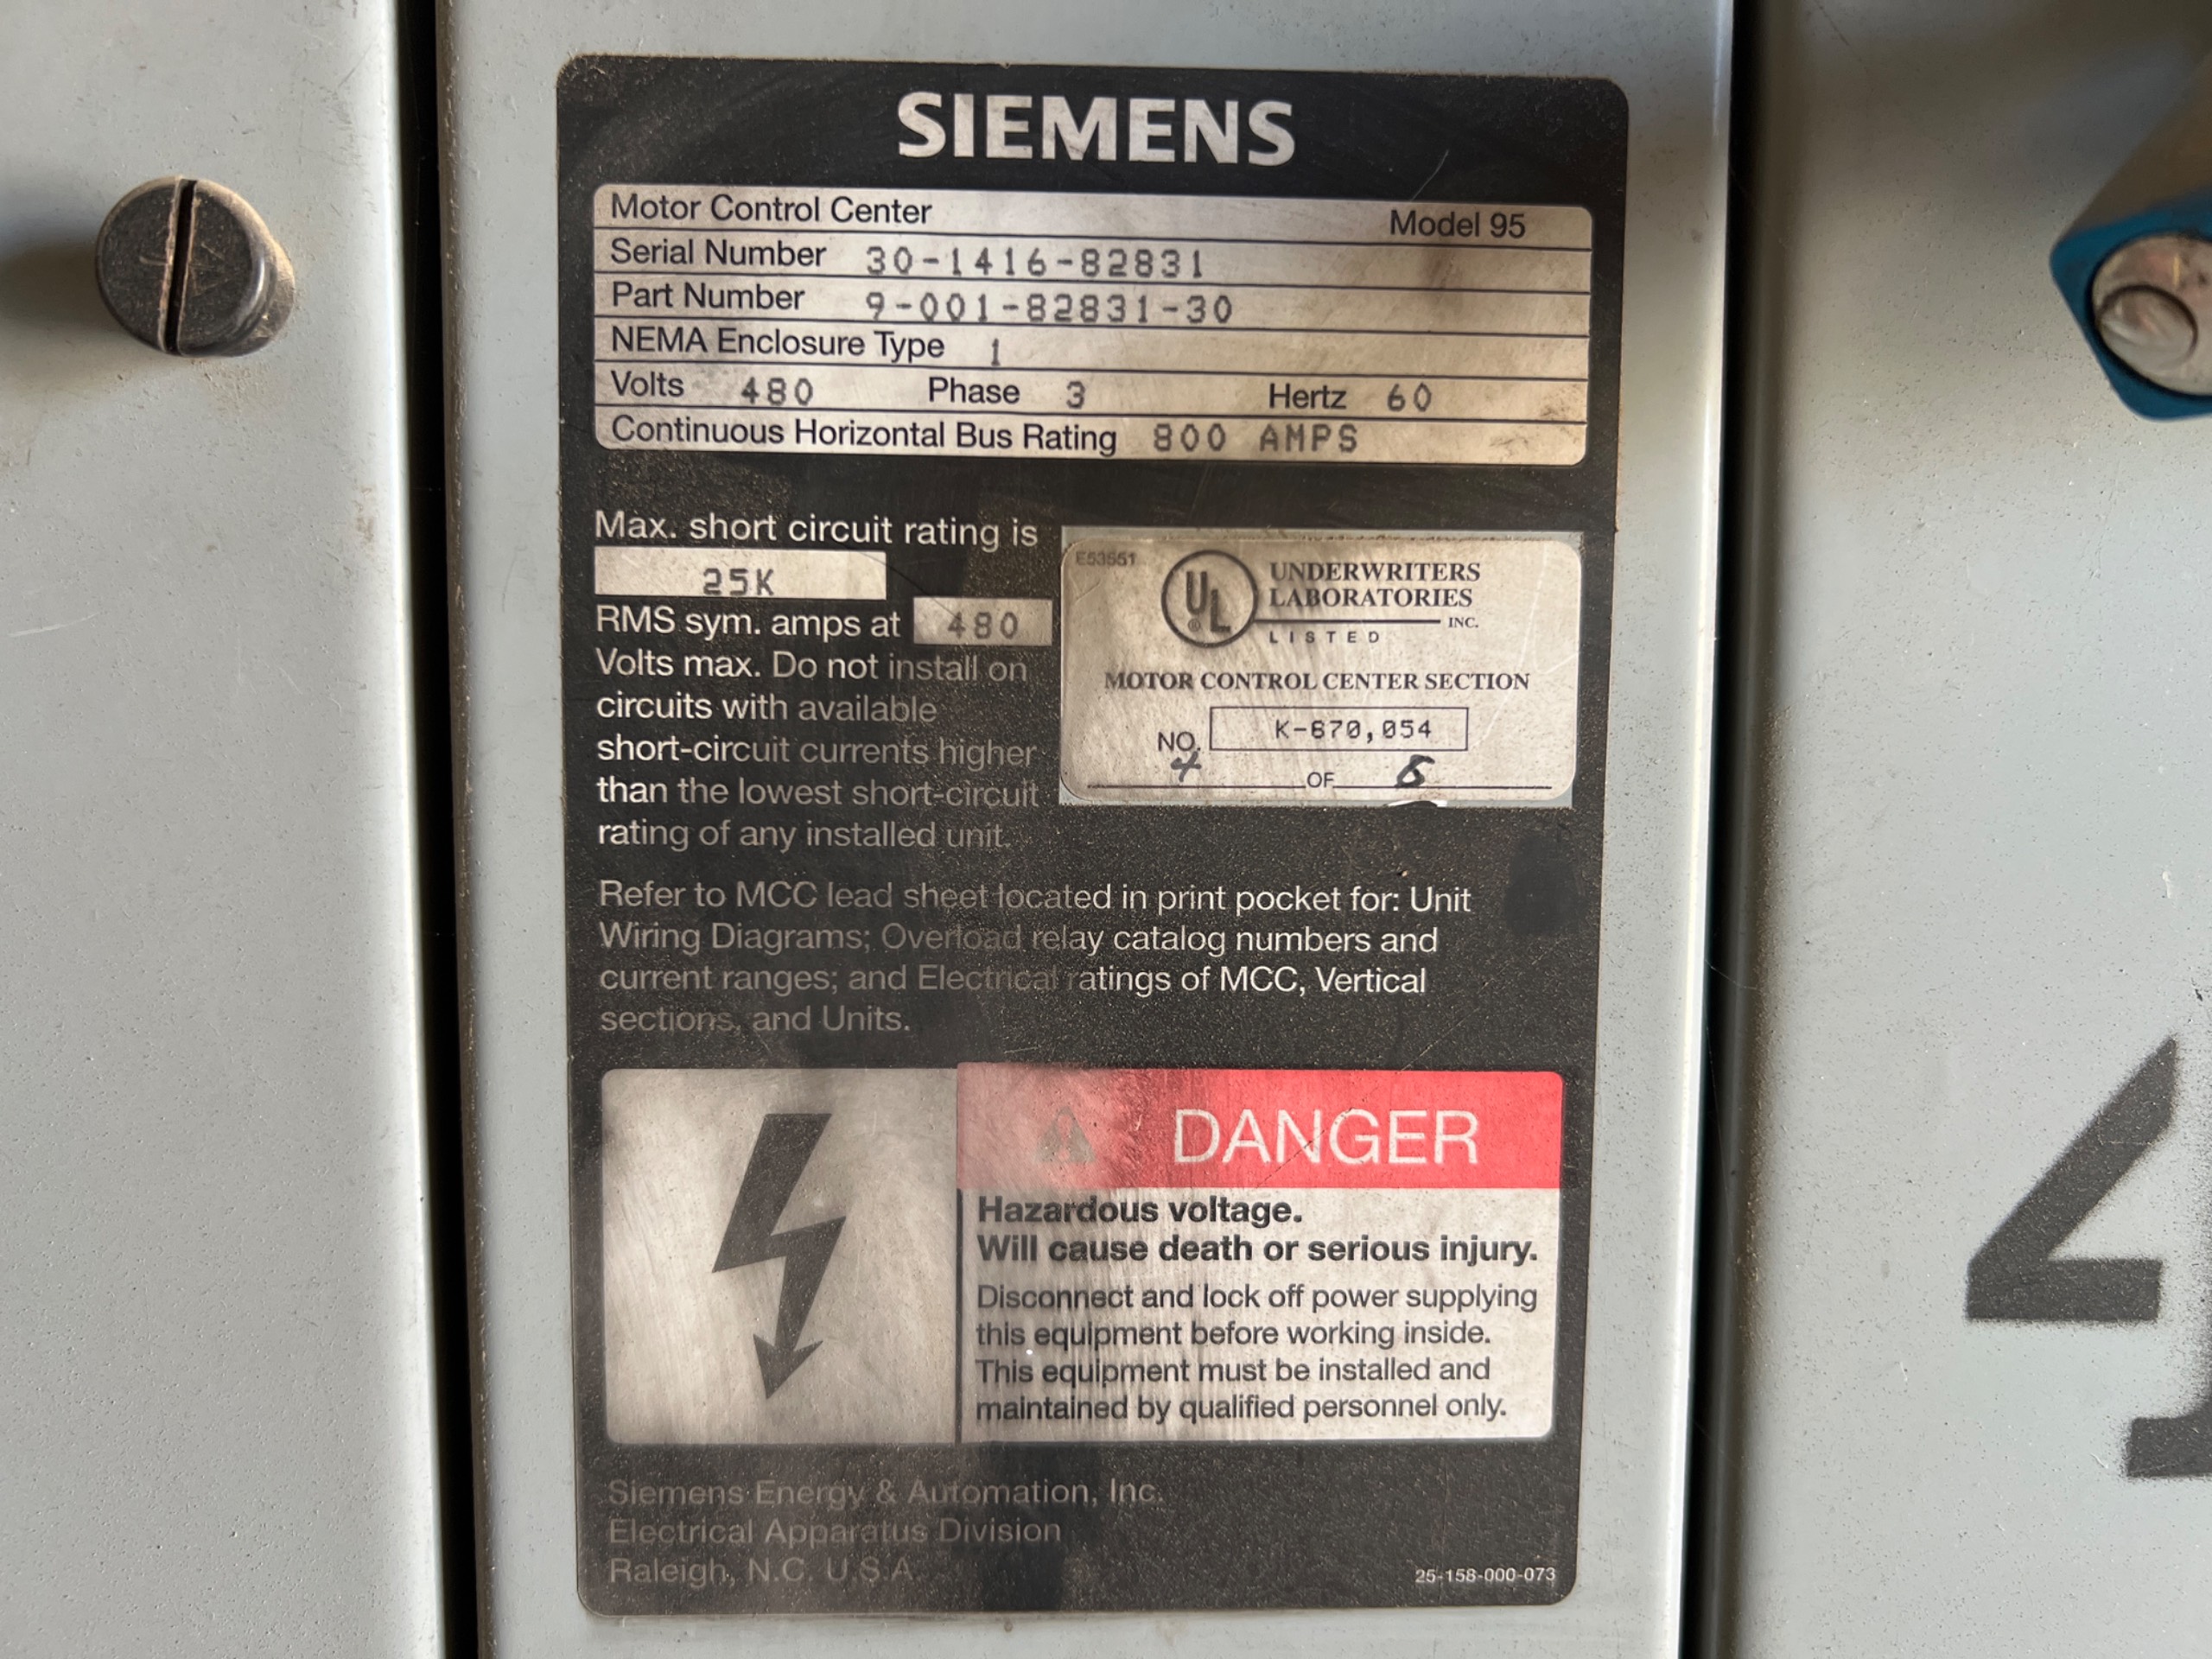 SIEMENS
Motor Control Center Model 95
Serial Number 30-1416-82831
Part Number 9-001-82831-30
NEMA Enclosure Type 1
Volts 480 Phase 3 Hertz 60
Continuous Horizontal Bus Rating 800 AMPS
Max. short circuit rating is
25K
RMS sym. amps at 480
Volts max. Do not install on
circuits with available
short-circuit currents higher
than the lowest short-circuit
rating of any installed unit.
E53551
UL
®
UNDERWRITERS
LABORATORIES
INC.
LISTED
MOTOR CONTROL CENTER SECTION
NO. K-670,054
4 OF
Refer to MCC lead sheet located in print pocket for: Unit
Wiring Diagrams; Overload relay catalog numbers and
current ranges; and Electrical ratings of MCC, Vertical
sections, and Units.
DANGER
Hazardous voltage.
Will cause death or serious injury.
Disconnect and lock off power supplying
this equipment before working inside.
This equipment must be installed and
maintained by qualified personnel only.
Siemens Energy & Automation, Inc.
Electrical Apparatus Division
Raleigh, N.C. U.S.A
25-158-000-073
4